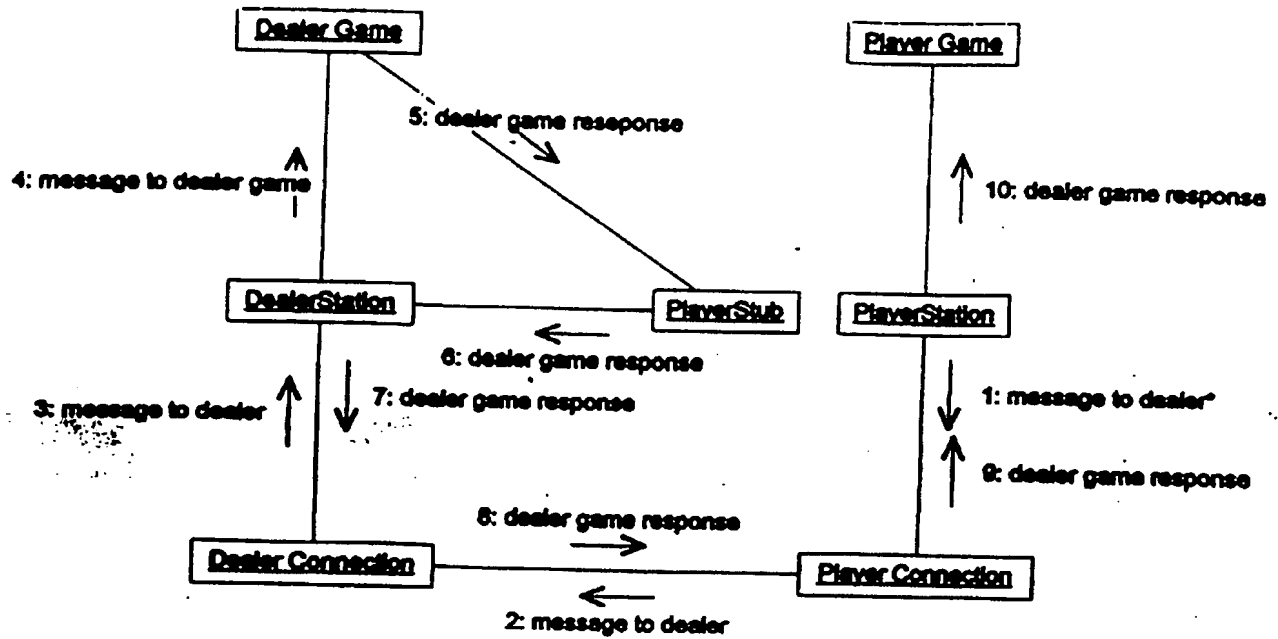 Dealer Game
Player Game
5: dealer game reseponse
4: message to dealer game
10: dealer game response
DealerStation
PlayerStub
PlayerStation
6: dealer game response
3: message to dealer
7: dealer game response
1: message to dealer*
9: dealer game response
8: dealer game response
Dealer Connection
Player Connection
2: message to dealer